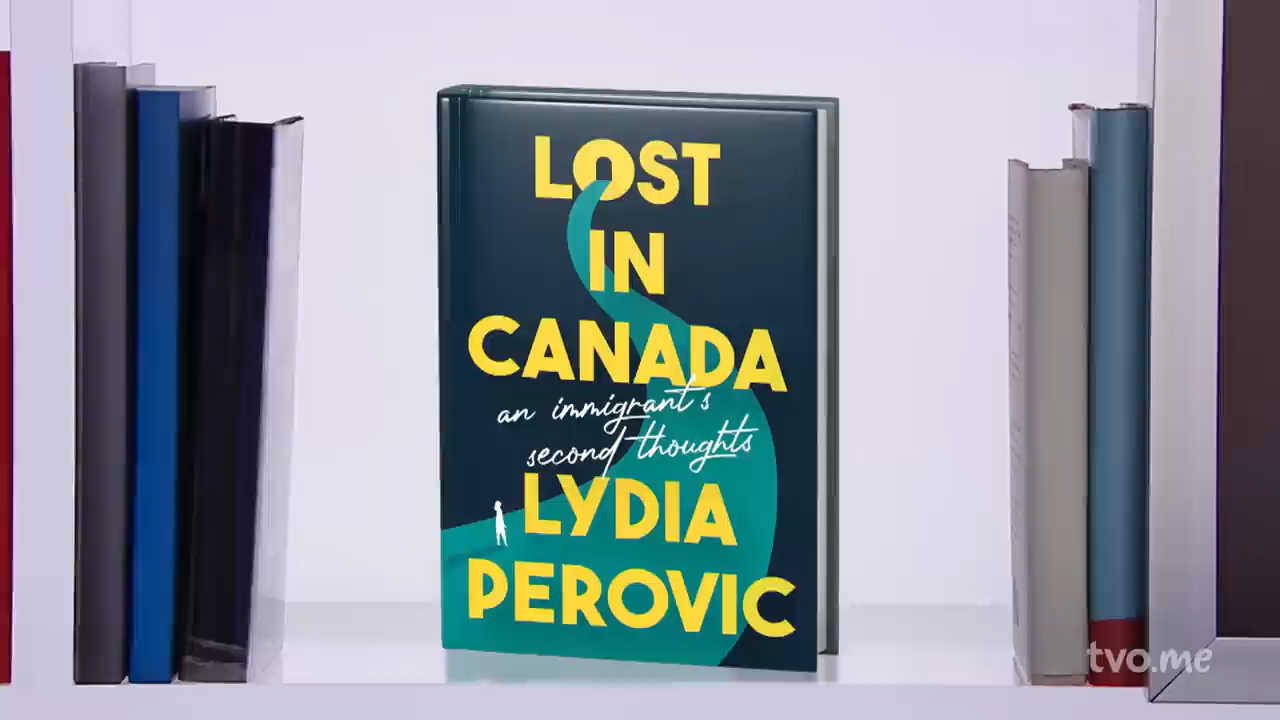 LOST
IN
CANADA
an immigrant's
second thoughts
LYDIA
PEROVIC
tvo.me